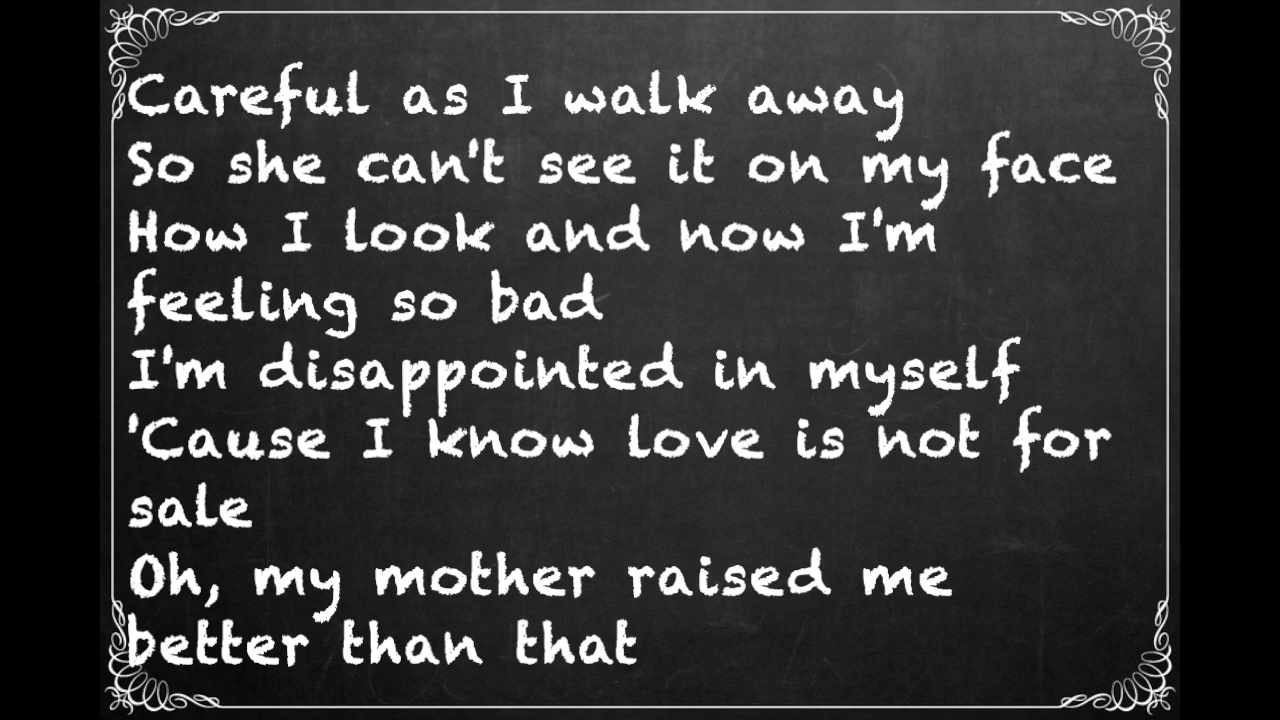 Careful as I walk away
So she can't see it on my face
How I look and now I'm
feeling so bad
I'm disappointed in myself
'Cause I know love is not for
sale
Oh, my mother raised me
better than that